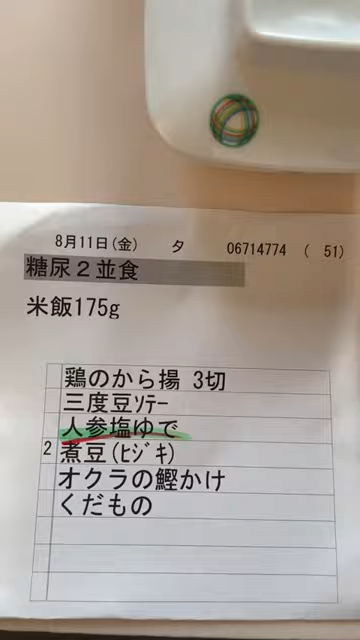 8月11日(金) 夕 06714774 ( 51)
糖尿2並食
米飯175g
鶏のから揚 3切
三度豆ソテー
人参塩ゆで
2 煮豆(ヒジキ)
オクラの鰹かけ
くだもの